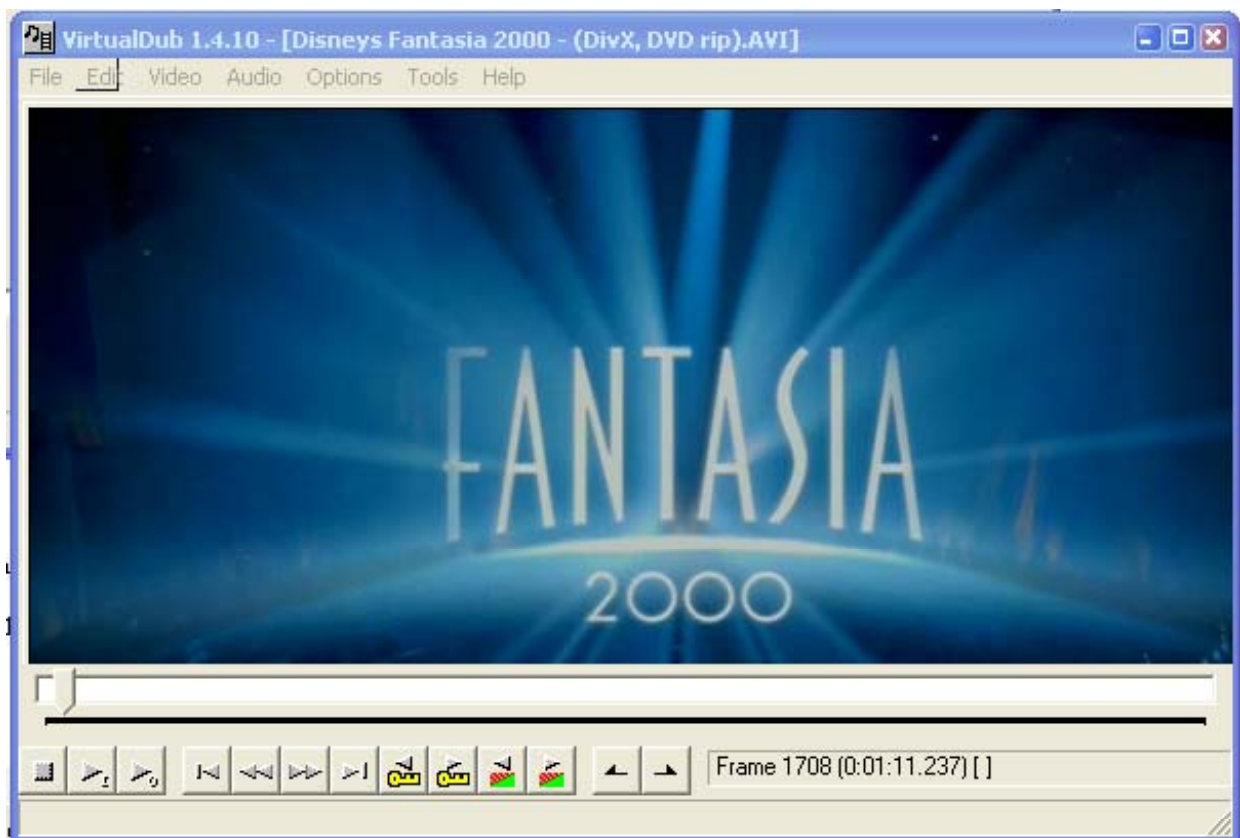 VirtualDub 1.4.10 - [Disneys Fantasia 2000 - (DivX, DVD rip).AVI]
File Edit Video Audio Options Tools Help
FANTASIA
2000
Frame 1708 (0:01:11.237) [ ]